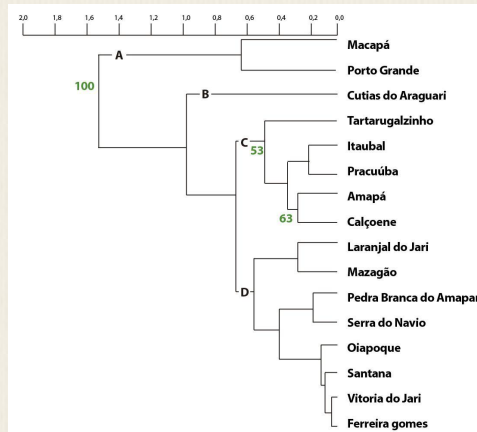 2,0 1,8 1,6 1,4 1,2 1,0 0,8 0,6 0,4 0,2 0,0
Macapá
A
Porto Grande
100
B
Cutias do Araguari
Tartarugalzinho
C
53
Itaubal
Pracuúba
Amapá
63
Calçoene
Laranjal do Jari
Mazagão
D
Pedra Branca do Amapar
Serra do Navio
Oiapoque
Santana
Vitoria do Jari
Ferreira gomes